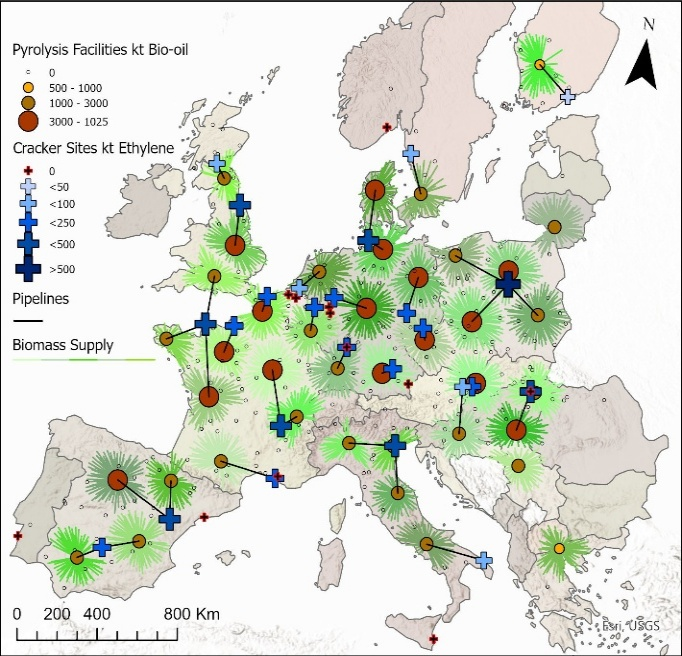 N
Pyrolysis Facilities kt Bio-oil
0
500 - 1000
1000 - 3000
3000 - 1025
Cracker Sites kt Ethylene
0
<50
<100
<250
<500
>500
Pipelines
Biomass Supply
0 200 400 800 Km
Esri, USGS